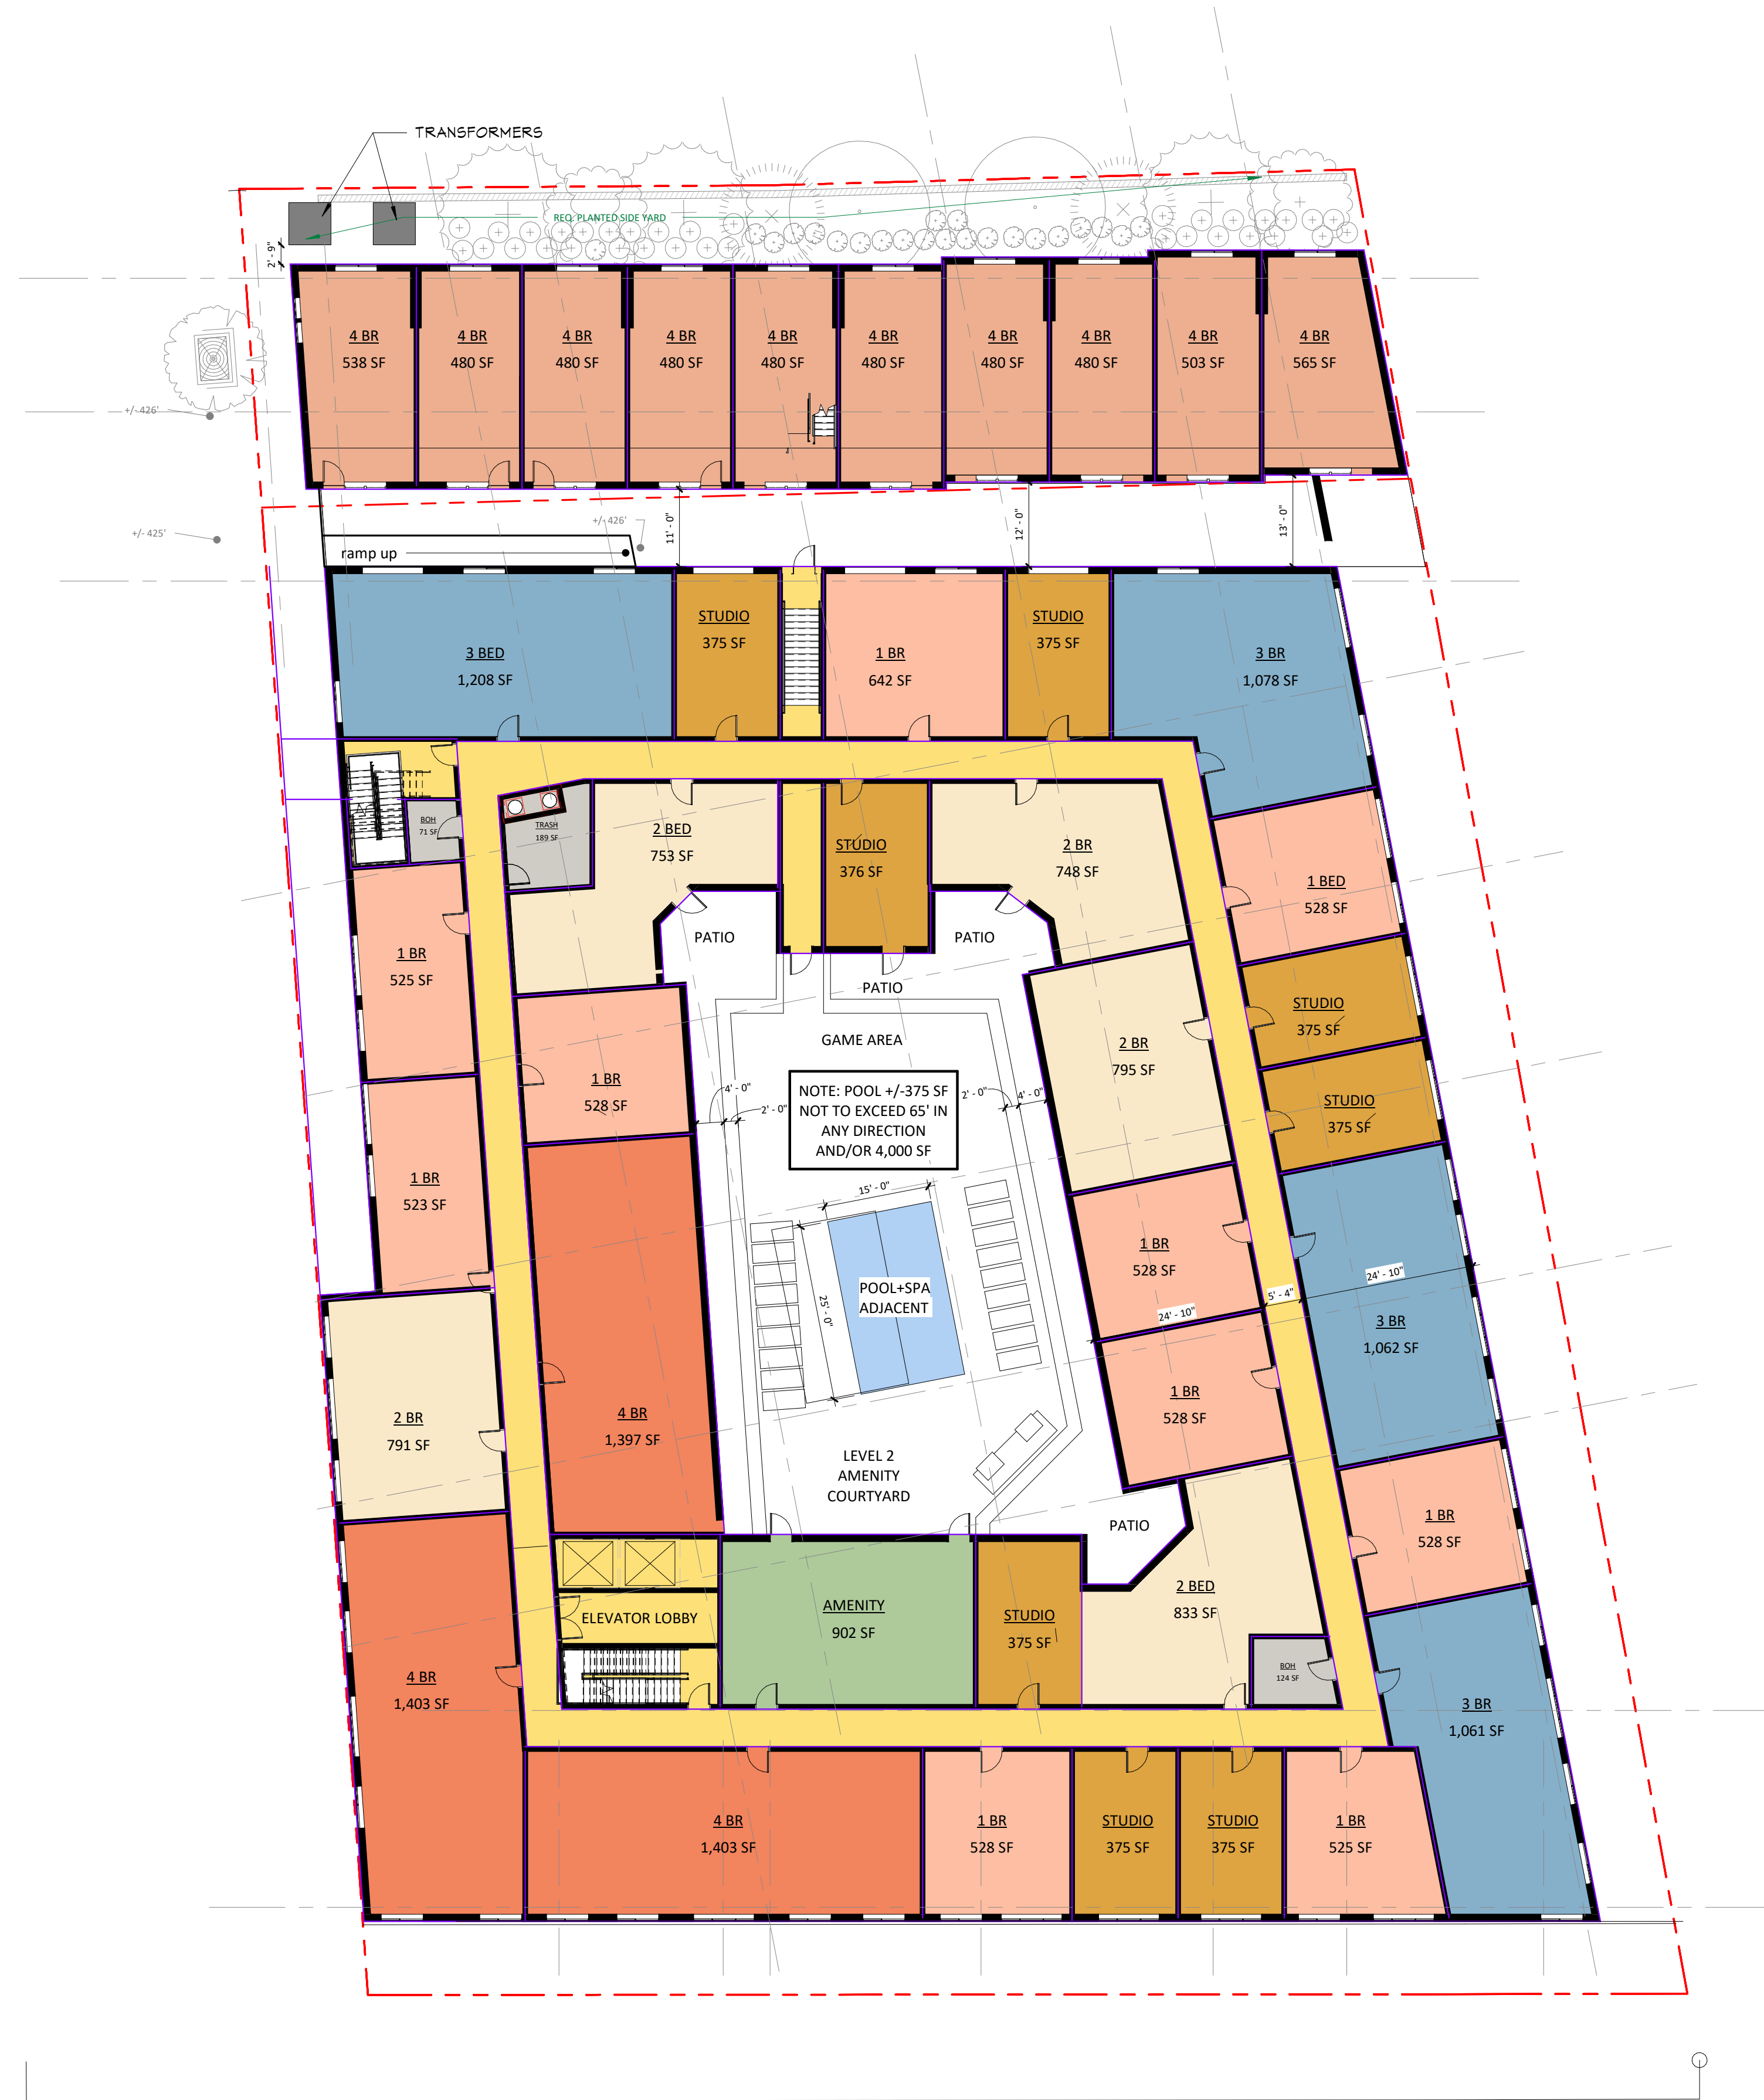 TRANSFORMERS
REQ. PLANTED SIDE YARD
2' - 9"
4 BR
538 SF
4 BR
480 SF
4 BR
480 SF
4 BR
480 SF
4 BR
480 SF
4 BR
480 SF
4 BR
480 SF
4 BR
480 SF
4 BR
503 SF
4 BR
565 SF
+/- 426'
+/- 425'
+/- 426'
11' - 0"
12' - 0"
13' - 0"
ramp up
3 BED
1,208 SF
STUDIO
375 SF
1 BR
642 SF
STUDIO
375 SF
3 BR
1,078 SF
BOH
71 SF
TRASH
189 SF
2 BED
753 SF
STUDIO
376 SF
2 BR
748 SF
1 BED
528 SF
1 BR
525 SF
PATIO
PATIO
PATIO
STUDIO
375 SF
GAME AREA
2 BR
795 SF
1 BR
528 SF
4' - 0"
2' - 0"
NOTE: POOL +/-375 SF
NOT TO EXCEED 65' IN
ANY DIRECTION
AND/OR 4,000 SF
2' - 0"
4' - 0"
STUDIO
375 SF
1 BR
523 SF
15' - 0"
25' - 0"
POOL+SPA
ADJACENT
1 BR
528 SF
24' - 10"
5' - 4"
24' - 10"
3 BR
1,062 SF
2 BR
791 SF
4 BR
1,397 SF
1 BR
528 SF
LEVEL 2
AMENITY
COURTYARD
PATIO
1 BR
528 SF
ELEVATOR LOBBY
AMENITY
902 SF
STUDIO
375 SF
2 BED
833 SF
BOH
124 SF
4 BR
1,403 SF
3 BR
1,061 SF
4 BR
1,403 SF
1 BR
528 SF
STUDIO
375 SF
STUDIO
375 SF
1 BR
525 SF